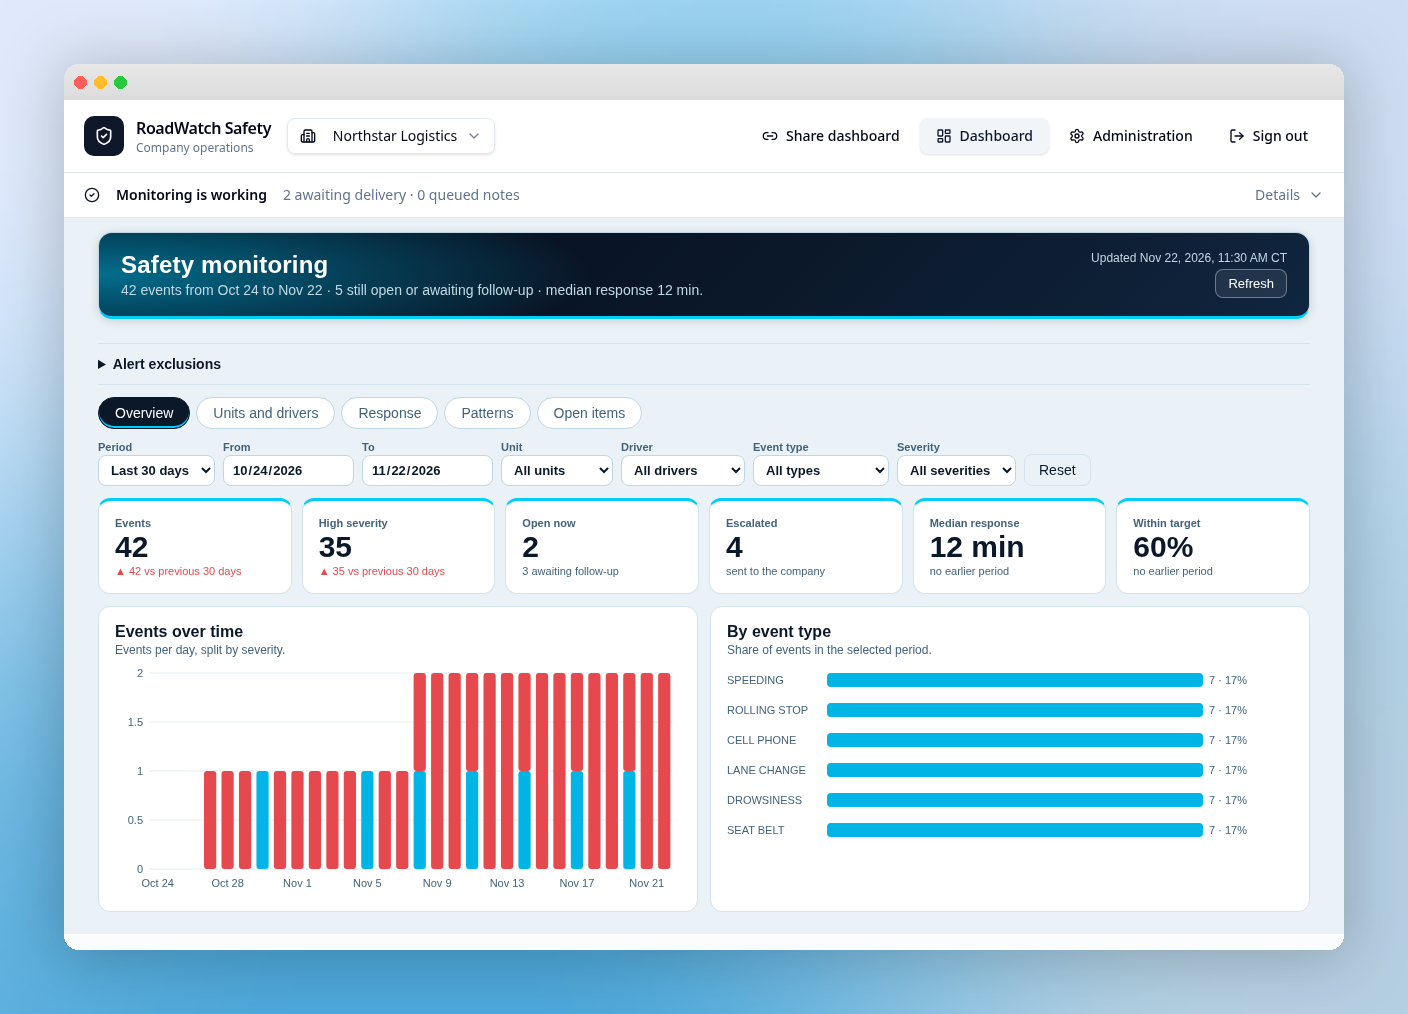 RoadWatch Safety
Company operations
Northstar Logistics
Share dashboard
Dashboard
Administration
Sign out
Monitoring is working
2 awaiting delivery · 0 queued notes
Details
Safety monitoring
42 events from Oct 24 to Nov 22 · 5 still open or awaiting follow-up · median response 12 min.
Updated Nov 22, 2026, 11:30 AM CT
Refresh
Alert exclusions
Overview
Units and drivers
Response
Patterns
Open items
Period
From
To
Unit
Driver
Event type
Severity
Last 30 days
10/24/2026
11/22/2026
All units
All drivers
All types
All severities
Reset
Events
42
▲ 42 vs previous 30 days
High severity
35
▲ 35 vs previous 30 days
Open now
2
3 awaiting follow-up
Escalated
4
sent to the company
Median response
12 min
no earlier period
Within target
60%
no earlier period
Events over time
Events per day, split by severity.
2
1.5
1
0.5
0
Oct 24
Oct 28
Nov 1
Nov 5
Nov 9
Nov 13
Nov 17
Nov 21
By event type
Share of events in the selected period.
SPEEDING 7 · 17%
ROLLING STOP 7 · 17%
CELL PHONE 7 · 17%
LANE CHANGE 7 · 17%
DROWSINESS 7 · 17%
SEAT BELT 7 · 17%